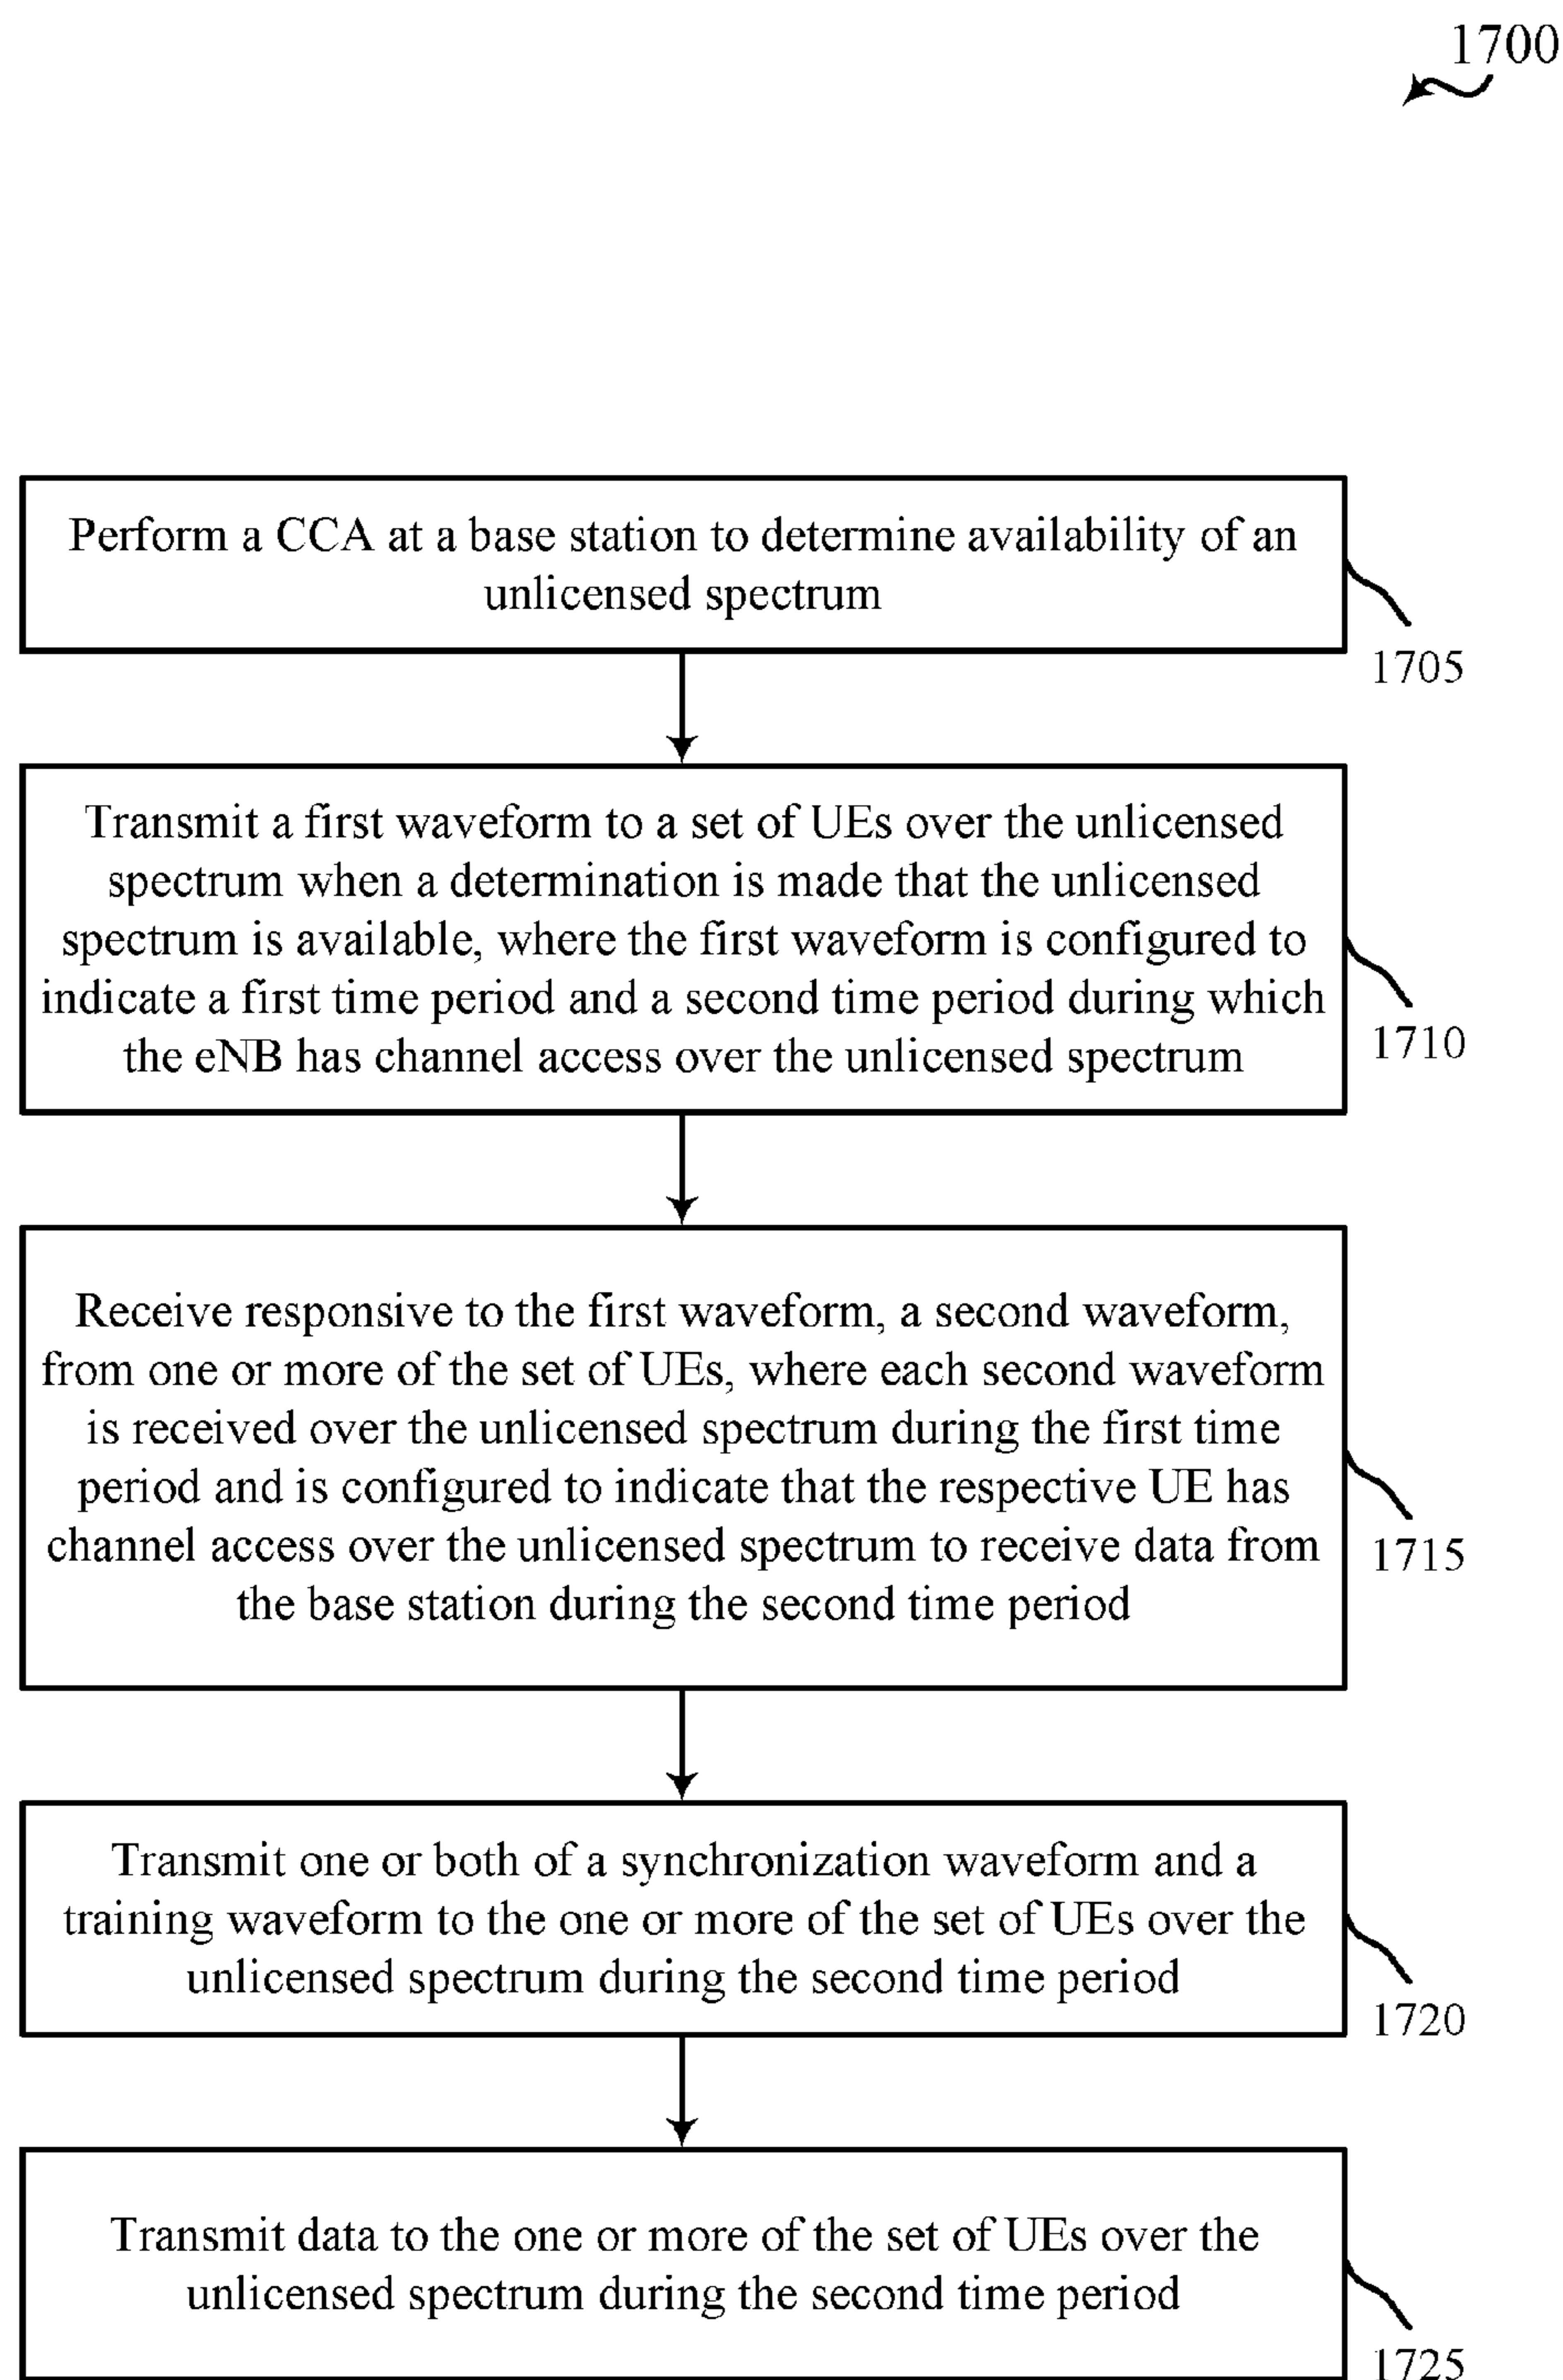 1700
Perform a CCA at a base station to determine availability of an
unlicensed spectrum
1705
Transmit a first waveform to a set of UEs over the unlicensed
spectrum when a determination is made that the unlicensed
spectrum is available, where the first waveform is configured to
indicate a first time period and a second time period during which
the eNB has channel access over the unlicensed spectrum
1710
Receive responsive to the first waveform, a second waveform,
from one or more of the set of UEs, where each second waveform
is received over the unlicensed spectrum during the first time
period and is configured to indicate that the respective UE has
channel access over the unlicensed spectrum to receive data from
the base station during the second time period
1715
Transmit one or both of a synchronization waveform and a
training waveform to the one or more of the set of UEs over the
unlicensed spectrum during the second time period
1720
Transmit data to the one or more of the set of UEs over the
unlicensed spectrum during the second time period
1725